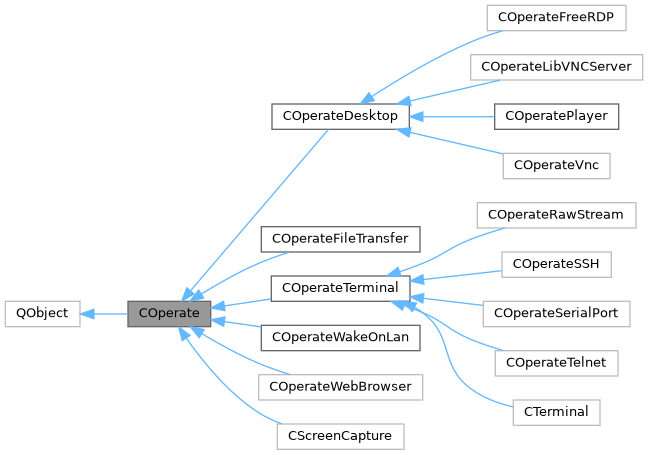 COperateFreeRDP
COperateLibVNCServer
COperateDesktop
COperatePlayer
COperateVnc
COperateRawStream
COperateFileTransfer
COperateSSH
COperateTerminal
QObject
COperate
COperateSerialPort
COperateWakeOnLan
COperateTelnet
COperateWebBrowser
CTerminal
CScreenCapture